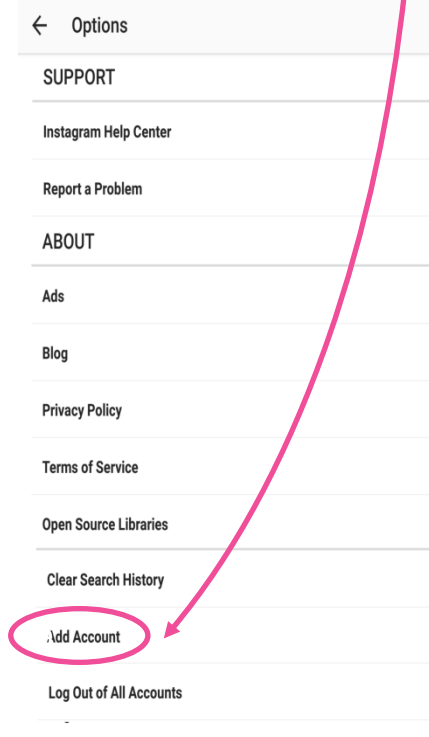 Options
SUPPORT
Instagram Help Center
Report a Problem
ABOUT
Ads
Blog
Privacy Policy
Terms of Service
Open Source Libraries
Clear Search History
Add Account
Log Out of All Accounts